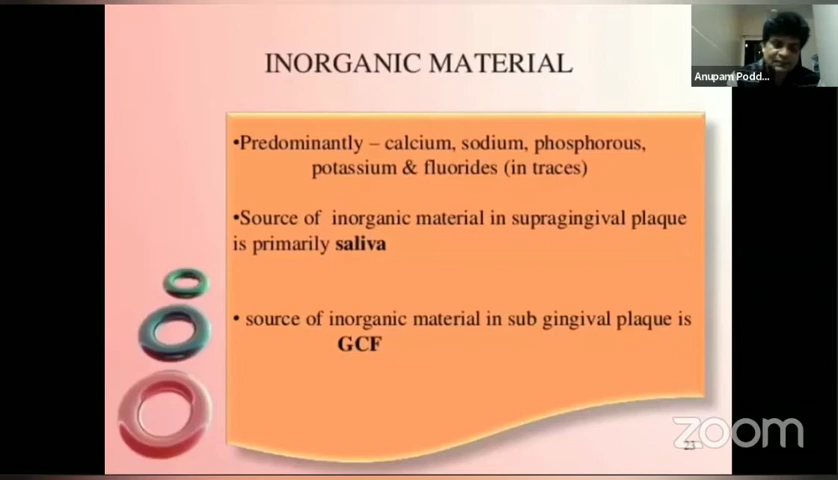 INORGANIC MATERIAL
Anupam Podd...
•Predominantly – calcium, sodium, phosphorous,
potassium & fluorides (in traces)
•Source of inorganic material in supragingival plaque
is primarily saliva
• source of inorganic material in sub gingival plaque is
GCF
zoom
23